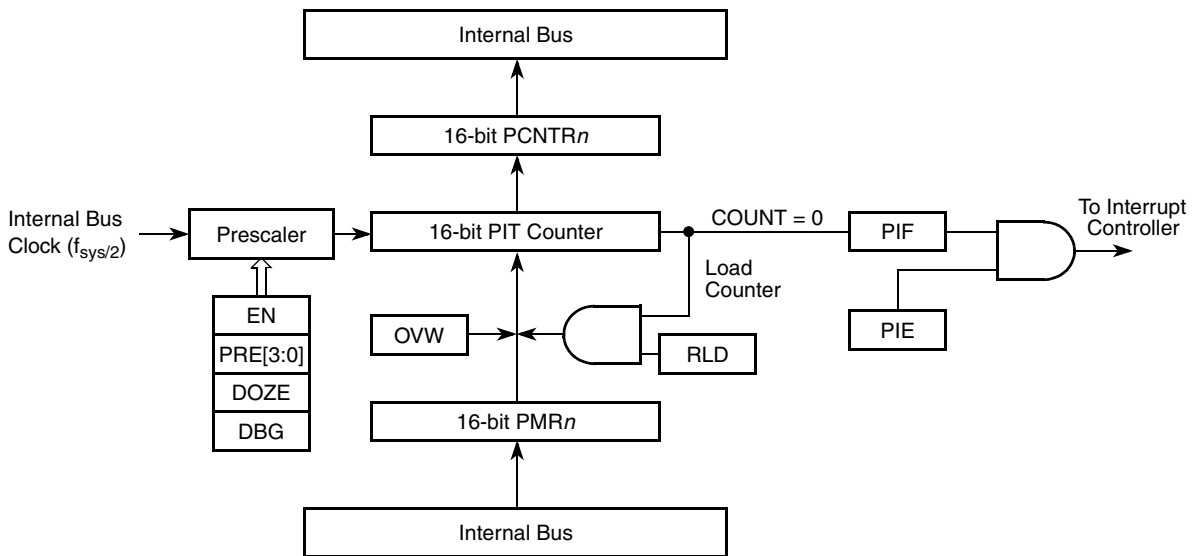 Internal Bus
16-bit PCNTRn
Internal Bus
Clock (fsys/2)
Prescaler
16-bit PIT Counter
COUNT = 0
PIF
To Interrupt
Controller
Load
Counter
EN
PRE[3:0]
DOZE
DBG
OVW
RLD
PIE
16-bit PMRn
Internal Bus